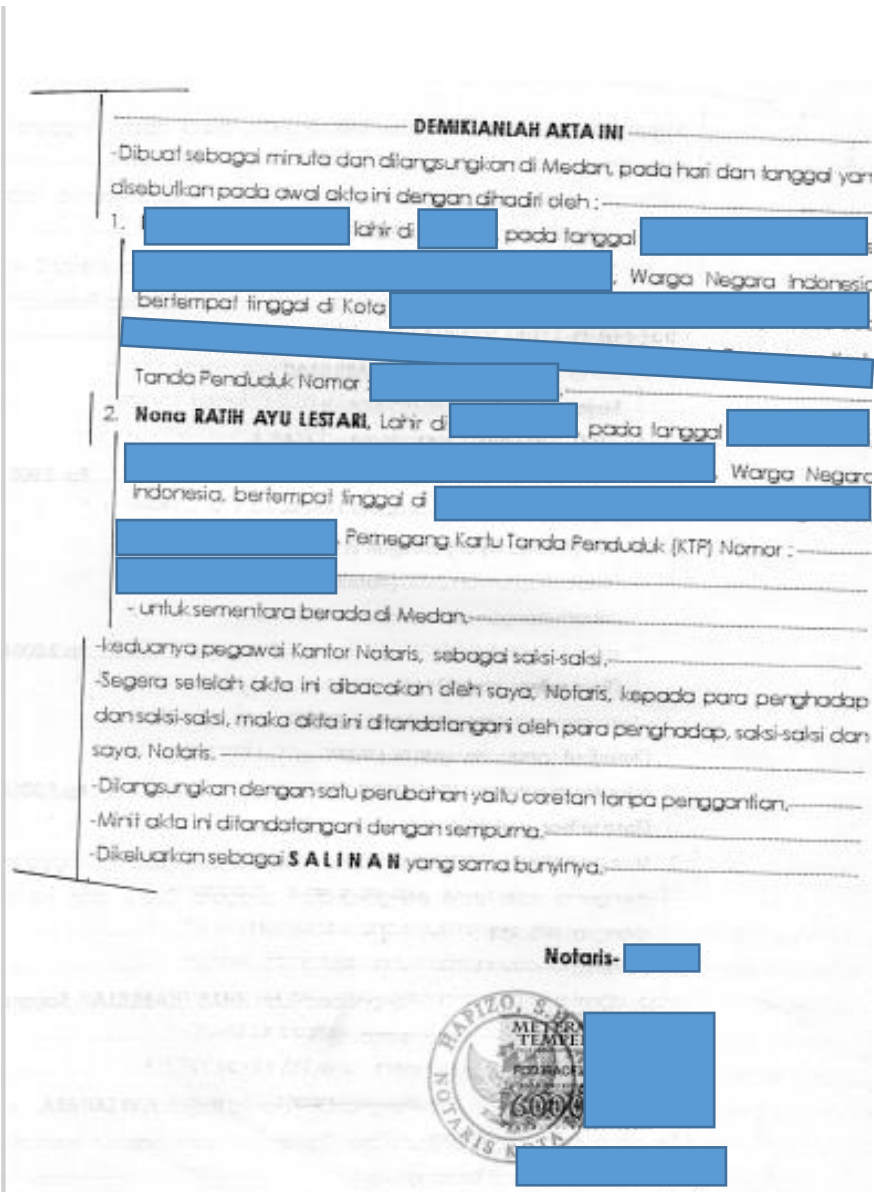 DEMIKIANLAH AKTA INI
-Dibuat sebagai minuta dan dilangsungkan di Medan, pada hari dan tanggal yan
disebutkan pada awal akta ini dengan dihadiri oleh :
1. lahir di , pada tanggal
, Warga Negara Indonesia
bertempat tinggal di Kota
Tanda Penduduk Nomor :
2. Nona RATIH AYU LESTARI, Lahir di , pada tanggal
, Warga Negara
Indonesia, bertempat tinggal di
, Pemegang Kartu Tanda Penduduk (KTP) Nomor :
- untuk sementara berada di Medan,
-keduanya pegawai Kantor Notaris, sebagai saksi-saksi,
-Segera setelah akta ini dibacakan oleh saya, Notaris, kepada para penghadap
dan saksi-saksi, maka akta ini ditandatangani oleh para penghadap, saksi-saksi dan
saya, Notaris,
-Dilangsungkan dengan satu perubahan yaitu coretan tanpa penggantian,
-Minit akta ini ditandatangani dengan sempurna,
-Dikeluarkan sebagai S A L I N A N yang sama bunyinya,
Notaris-
HAPIZO, S.
METERA
TEMPEL
6000
NOTARIS KOTA